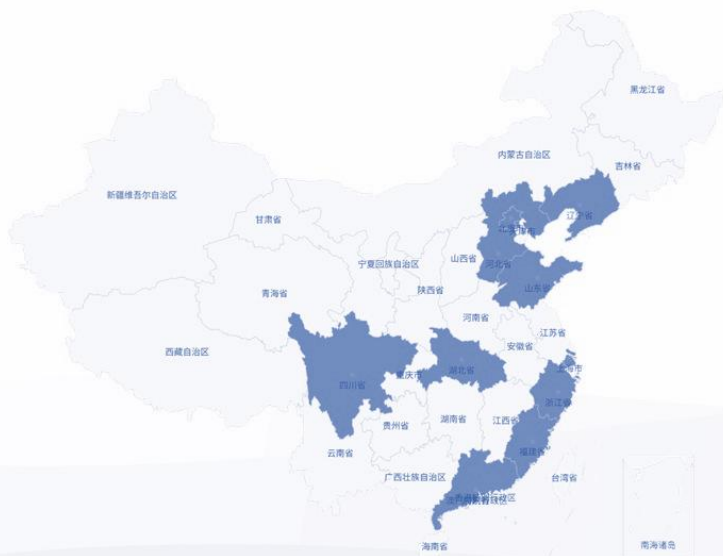 黑龙江省
内蒙古自治区
吉林省
新疆维吾尔自治区
辽宁省
甘肃省
山西省
宁夏回族自治区
河北省
陕西省
山东省
青海省
河南省
江苏省
安徽省
西藏自治区
上海市
湖北省
重庆市
四川省
浙江省
湖南省
江西省
贵州省
福建省
云南省
广西壮族自治区
台湾省
海南省
南海诸岛